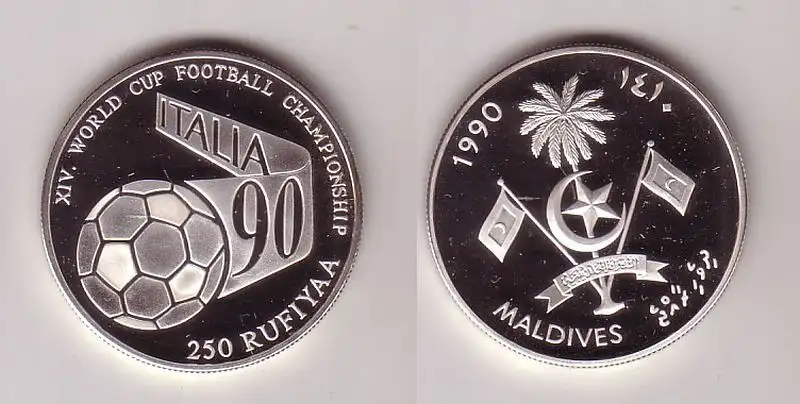 XIV. WORLD CUP FOOTBALL CHAMPIONSHIP
ITALIA
90
250 RUFIYAA
1990
١٤١٠
MALDIVES